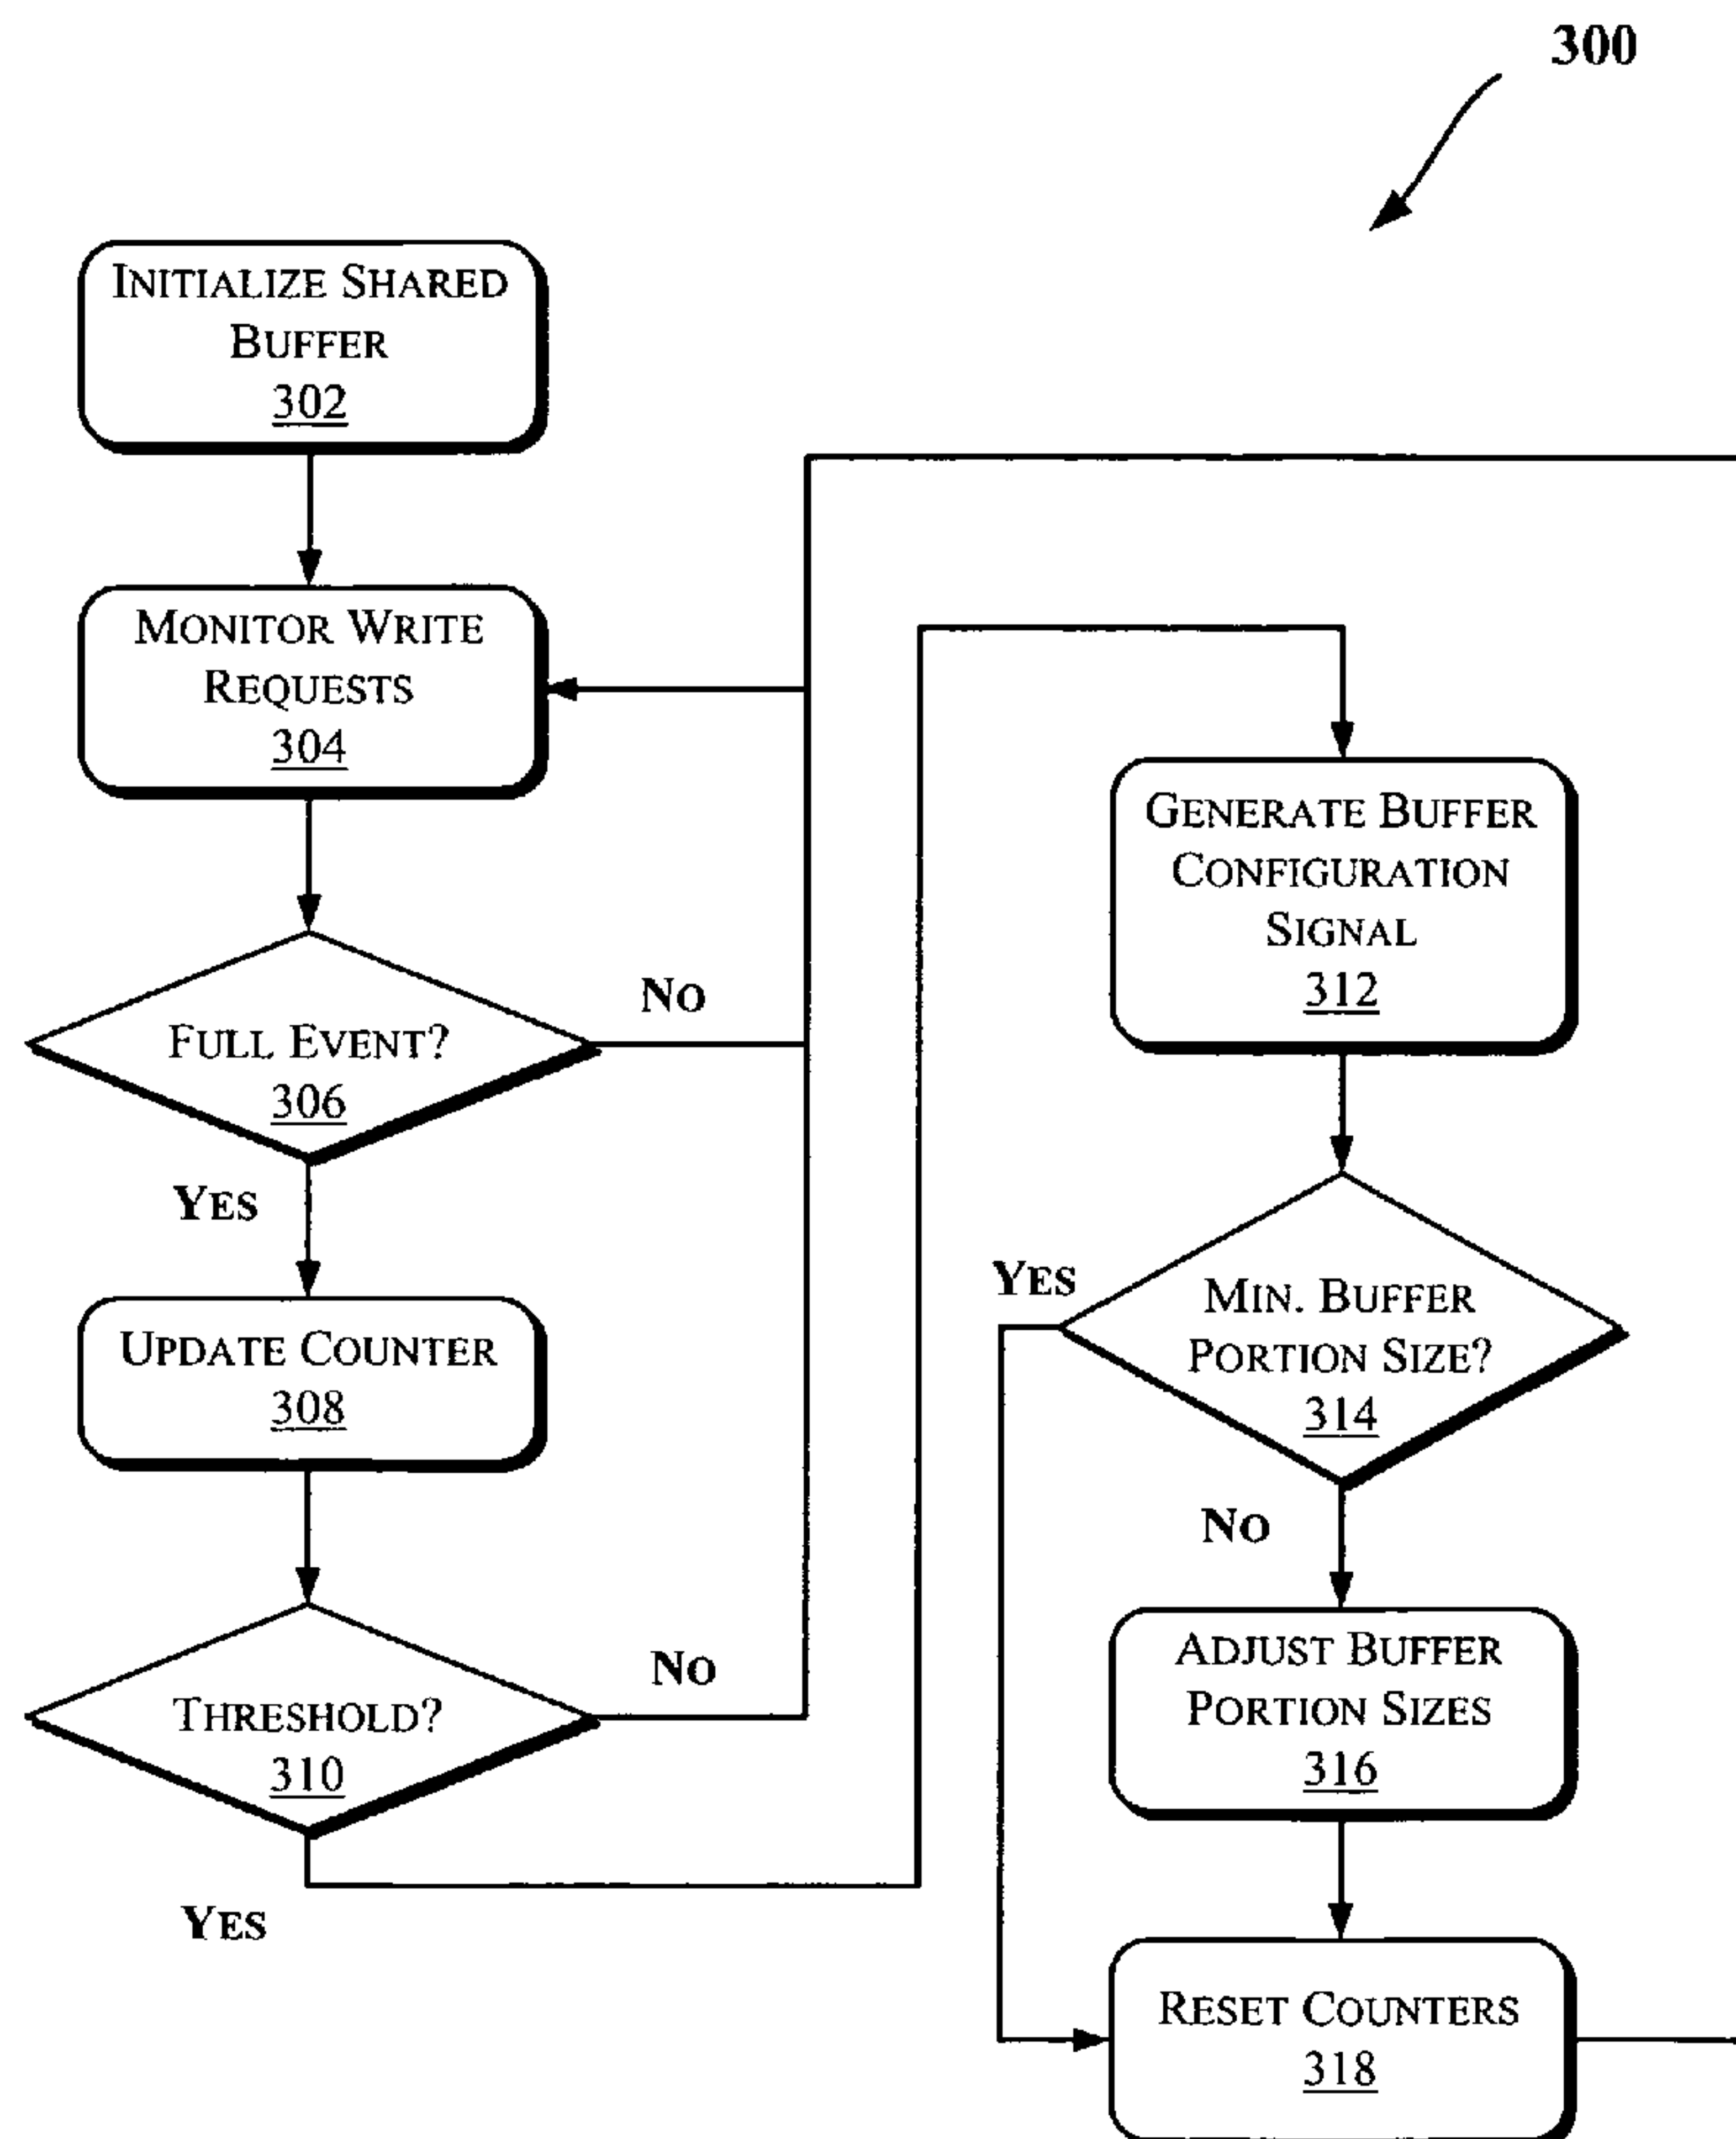 300
INITIALIZE SHARED
BUFFER
302
MONITOR WRITE
REQUESTS
304
FULL EVENT?
306
NO
YES
UPDATE COUNTER
308
THRESHOLD?
310
NO
YES
GENERATE BUFFER
CONFIGURATION
SIGNAL
312
MIN. BUFFER
PORTION SIZE?
314
YES
NO
ADJUST BUFFER
PORTION SIZES
316
RESET COUNTERS
318